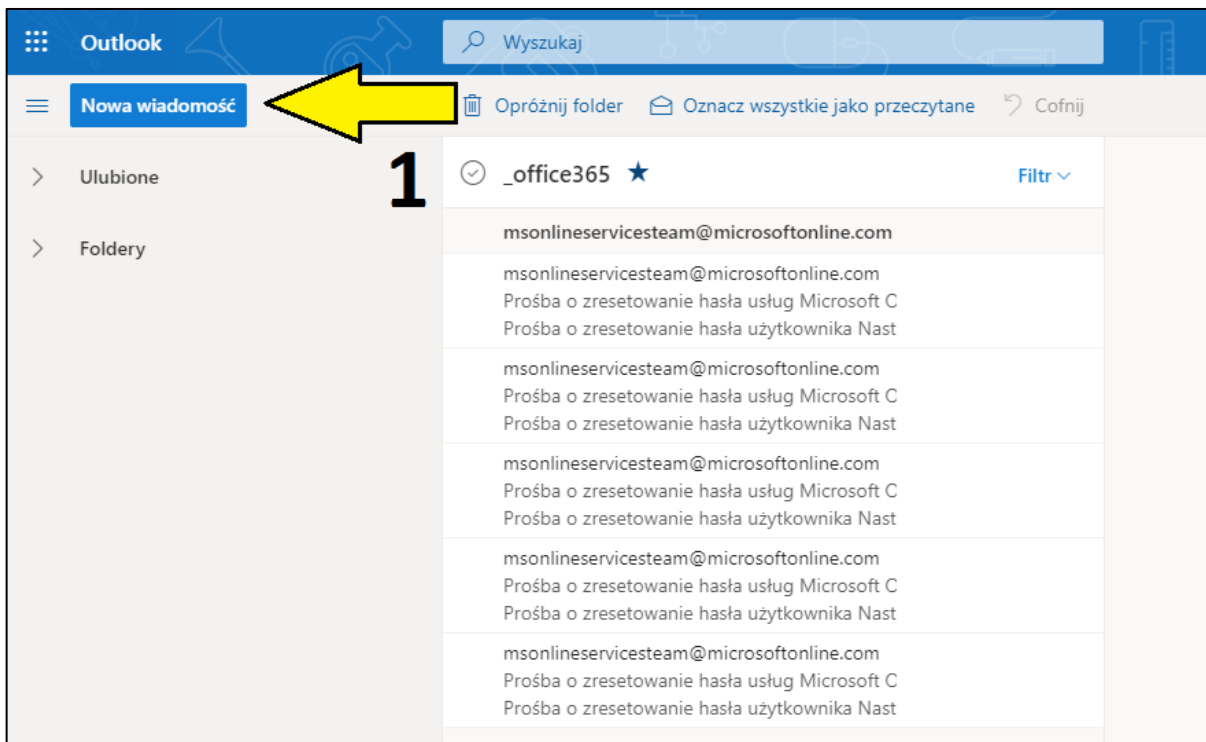 Outlook
Wyszukaj
Nowa wiadomość
Opróżnij folder
Oznacz wszystkie jako przeczytane
Cofnij
1
Ulubione
Foldery
_office365
Filtr
msonlineservicesteam@microsoftonline.com
msonlineservicesteam@microsoftonline.com
Prośba o zresetowanie hasła usług Microsoft O
Prośba o zresetowanie hasła użytkownika Nast
msonlineservicesteam@microsoftonline.com
Prośba o zresetowanie hasła usług Microsoft O
Prośba o zresetowanie hasła użytkownika Nast
msonlineservicesteam@microsoftonline.com
Prośba o zresetowanie hasła usług Microsoft O
Prośba o zresetowanie hasła użytkownika Nast
msonlineservicesteam@microsoftonline.com
Prośba o zresetowanie hasła usług Microsoft O
Prośba o zresetowanie hasła użytkownika Nast
msonlineservicesteam@microsoftonline.com
Prośba o zresetowanie hasła usług Microsoft O
Prośba o zresetowanie hasła użytkownika Nast